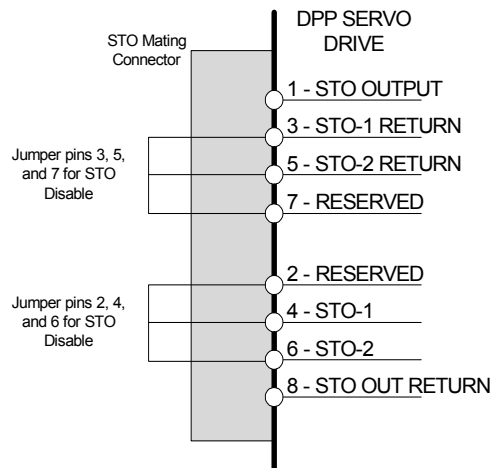 DPP SERVO
DRIVE
STO Mating
Connector
1 - STO OUTPUT
3 - STO-1 RETURN
5 - STO-2 RETURN
7 - RESERVED
Jumper pins 3, 5,
and 7 for STO
Disable
2 - RESERVED
4 - STO-1
6 - STO-2
8 - STO OUT RETURN
Jumper pins 2, 4,
and 6 for STO
Disable